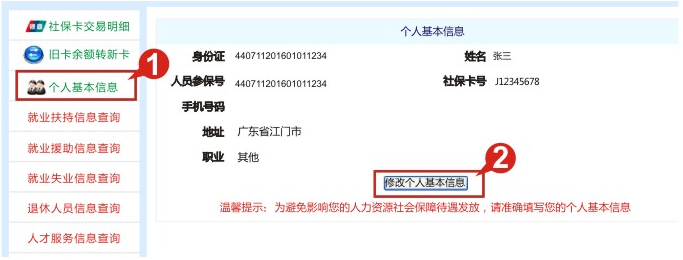 社保卡交易明细
旧卡余额转新卡
1
个人基本信息
就业扶持信息查询
就业援助信息查询
就业失业信息查询
退休人员信息查询
人才服务信息查询
个人基本信息
身份证 440711201601011234 姓名 张三
人员参保号 440711201601011234 社保卡号 J12345678
手机号码
地址 广东省江门市
职业 其他
2
修改个人基本信息
温馨提示：为避免影响您的人力资源社会保障待遇发放，请准确填写您的个人基本信息